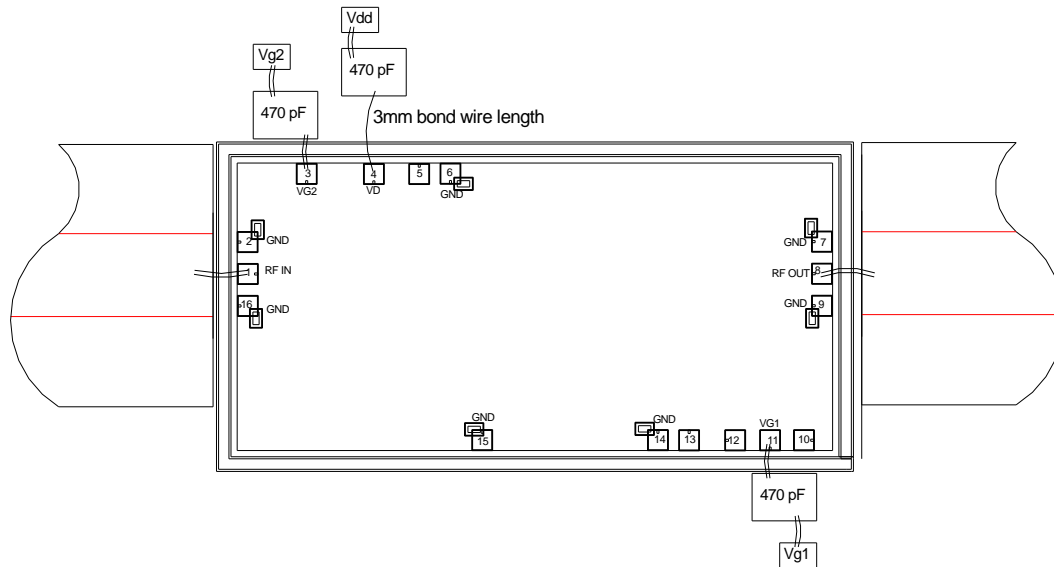 Vdd
Vg2
470 pF
470 pF
3mm bond wire length
3
4
5
6
VG2
VD
GND
2
GND
GND
7
1
RF IN
RF OUT
8
16
GND
GND
9
GND
15
GND
14
13
12
VG1
11
10
470 pF
Vg1